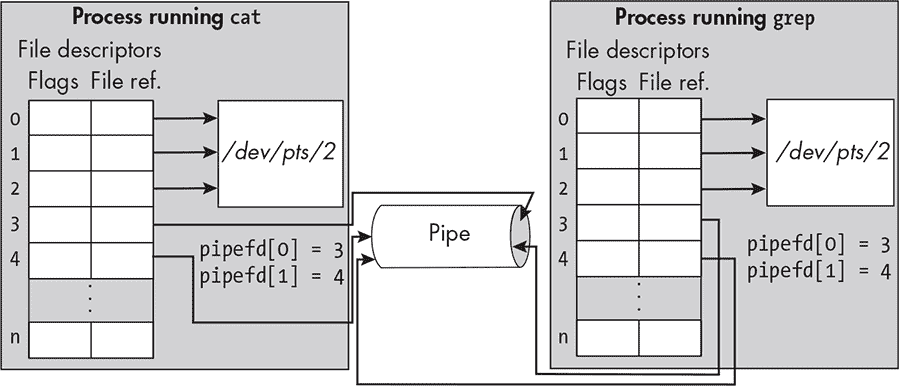 Process running cat
File descriptors
Flags File ref.
0
1
2
3
4
n
/dev/pts/2
pipefd[0] = 3
pipefd[1] = 4
⋮
Pipe
Process running grep
File descriptors
Flags File ref.
0
1
2
3
4
n
/dev/pts/2
pipefd[0] = 3
pipefd[1] = 4
⋮